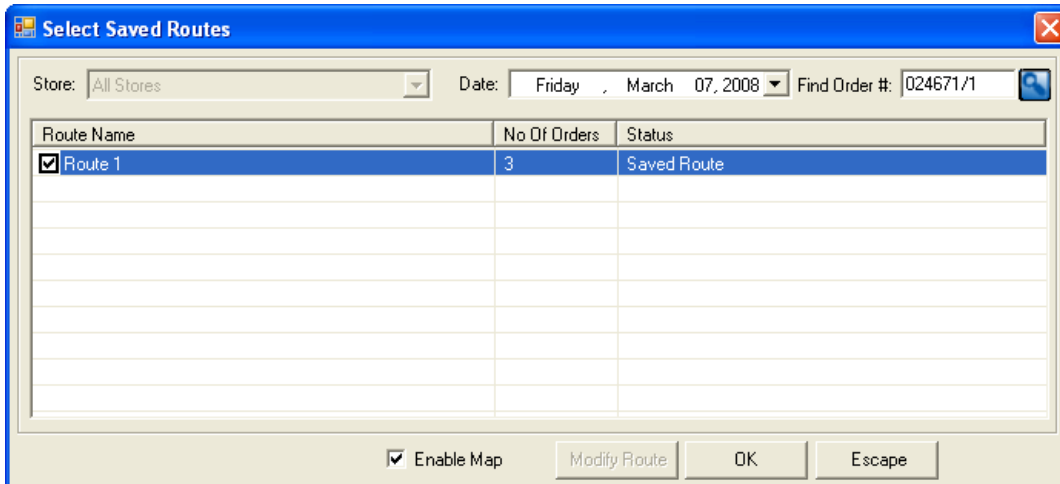 Select Saved Routes
Store: All Stores Date: Friday , March 07, 2008 Find Order #: 024671/1
Route Name No Of Orders Status
Route 1 3 Saved Route
Enable Map Modify Route OK Escape